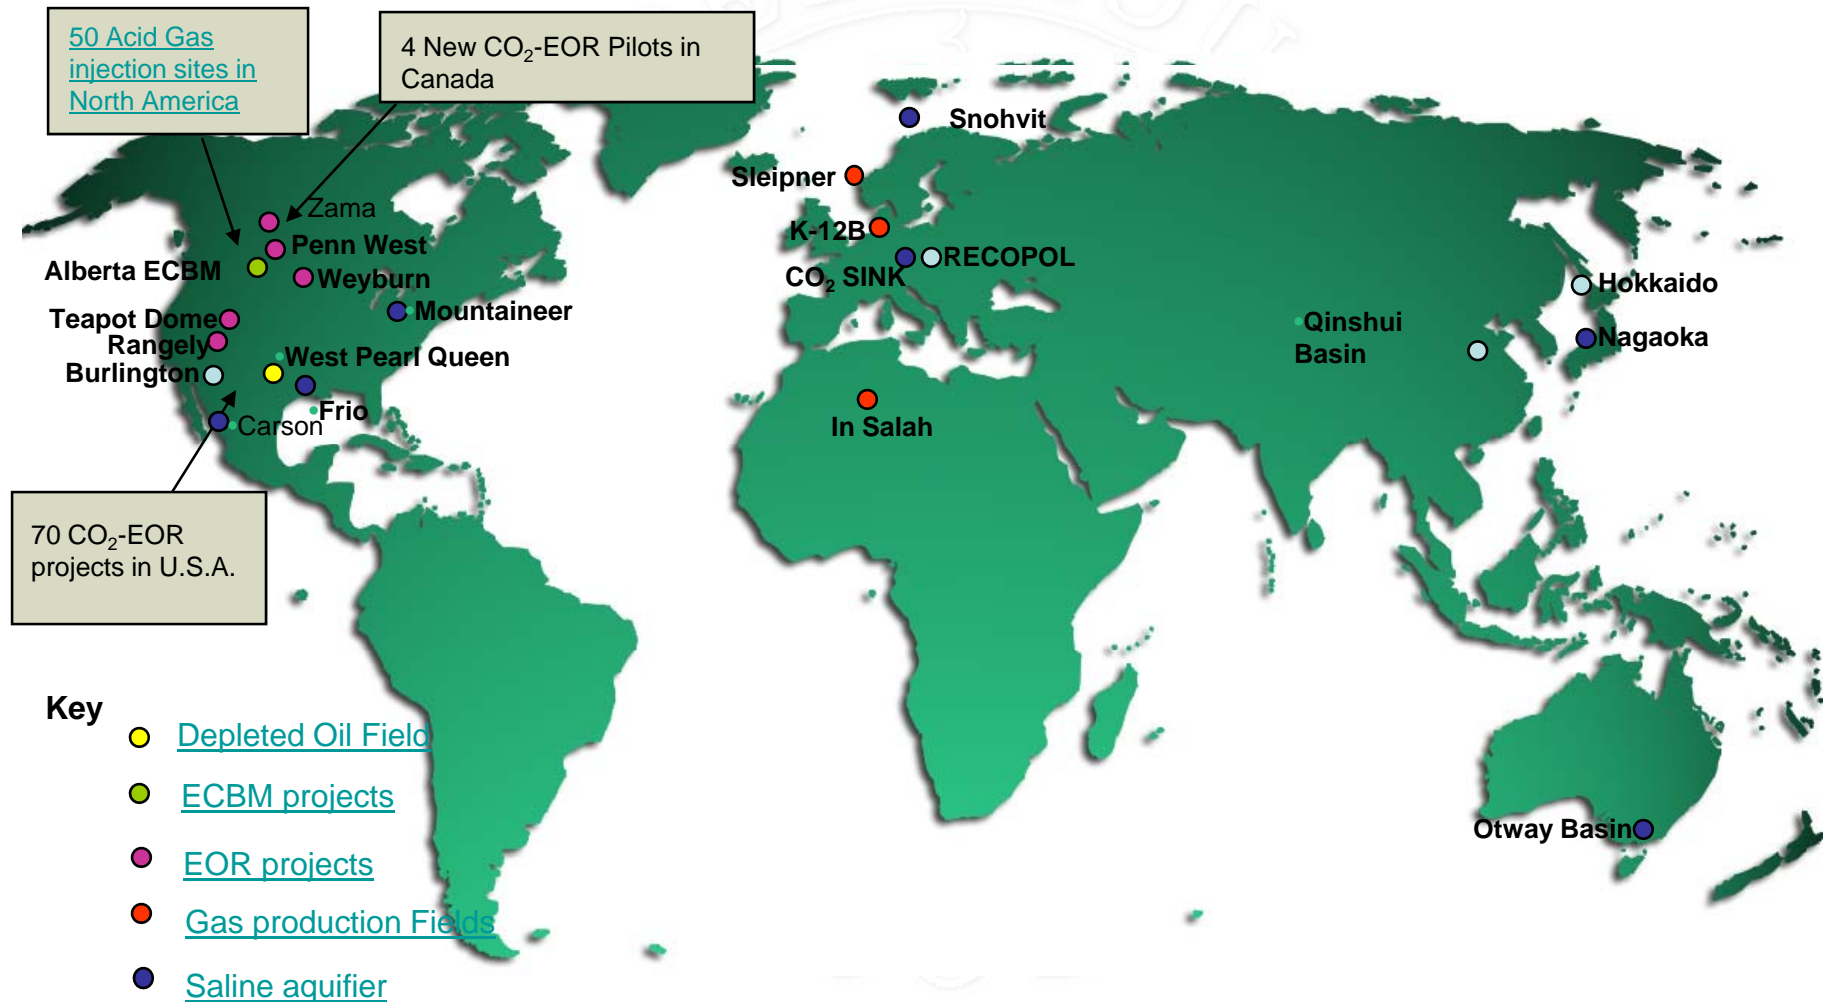 50 Acid Gas
injection sites in
North America
4 New CO₂-EOR Pilots in
Canada
Snohvit
Sleipner
Zama
K-12B
Penn West
RECOPOL
Alberta ECBM
Weyburn
CO₂ SINK
Hokkaido
Mountaineer
Teapot Dome
Qinshui
Basin
Rangely
Nagaoka
West Pearl Queen
Burlington
Frio
Carson
In Salah
70 CO₂-EOR
projects in U.S.A.
Key
Depleted Oil Field
ECBM projects
Otway Basin
EOR projects
Gas production Fields
Saline aquifier